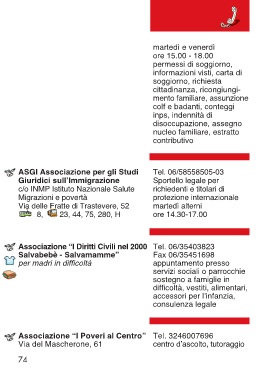 martedì e venerdì
ore 15.00 - 18.00
permessi di soggiorno,
informazioni visti, carta di
soggiorno, richiesta
cittadinanza, ricongiungi-
mento familiare, assunzione
colf e badanti, conteggi
inps, indennità di
disoccupazione, assegno
nucleo familiare, estratto
contributivo
ASGI Associazione per gli Studi
Giuridici sull'Immigrazione
c/o INMP Istituto Nazionale Salute
Migrazioni e povertà
Via delle Fratte di Trastevere, 52
8, 23, 44, 75, 280, H
Tel. 06/58558505-03
Sportello legale per
richiedenti e titolari di
protezione internazionale
martedì alterni
ore 14.30-17.00
Associazione “I Diritti Civili nel 2000
Salvabebè - Salvamamme”
per madri in difficoltà
Tel. 06/35403823
Fax 06/35451698
appuntamento presso
servizi sociali o parrocchie
sostegno a famiglie in
difficoltà, vestiti, alimentari,
accessori per l'infanzia,
consulenza legale
Associazione “I Poveri al Centro”
Via del Mascherone, 61
Tel. 3246007696
centro d'ascolto, tutoraggio
74